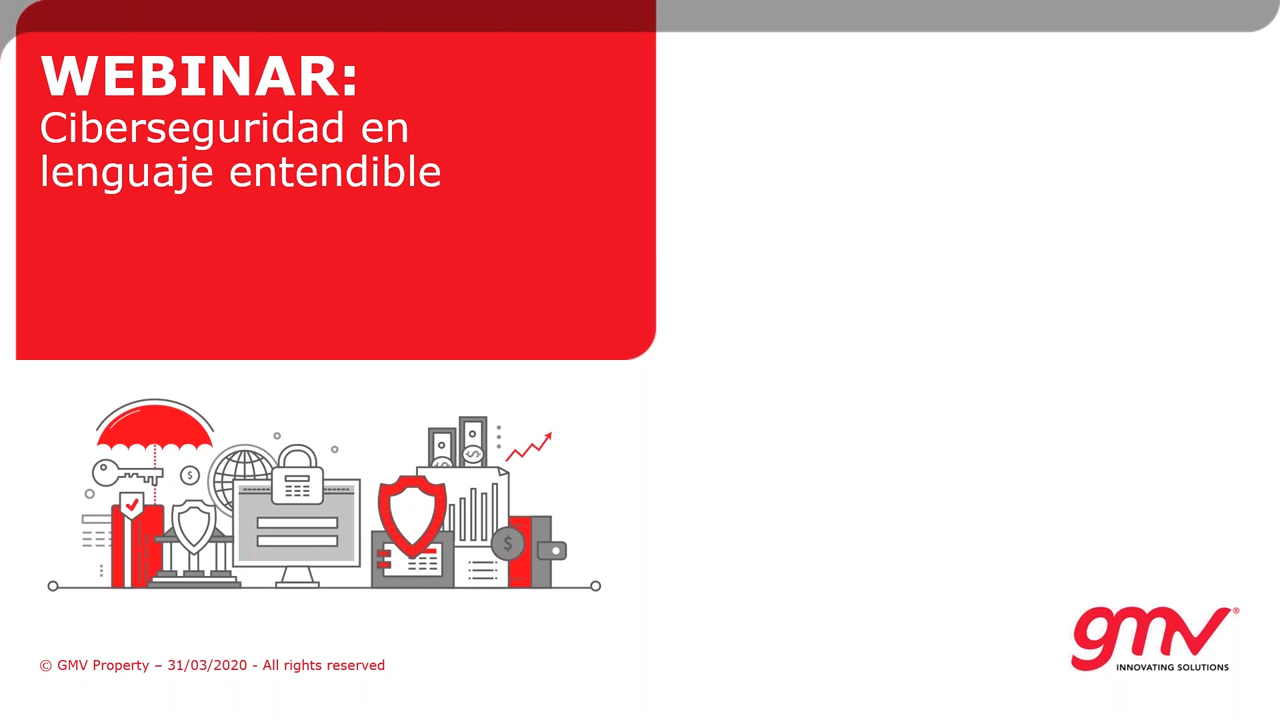 WEBINAR:
Ciberseguridad en
lenguaje entendible
$
$
$
$
© GMV Property – 31/03/2020 - All rights reserved
gmv®
INNOVATING SOLUTIONS